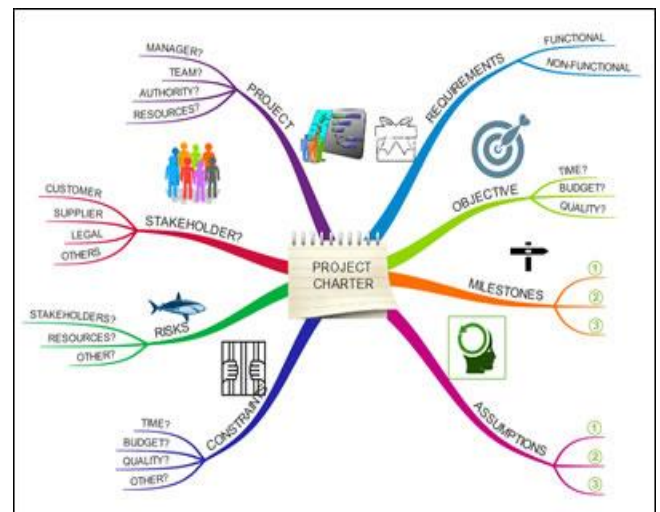 PROJECT
CHARTER
PROJECT
MANAGER?
TEAM?
AUTHORITY?
RESOURCES?
REQUIREMENTS
FUNCTIONAL
NON-FUNCTIONAL
OBJECTIVE
TIME?
BUDGET?
QUALITY?
MILESTONES
1
2
3
ASSUMPTIONS
1
2
3
CONSTRAINTS
TIME?
BUDGET?
QUALITY?
OTHER?
RISKS
STAKEHOLDERS?
RESOURCES?
OTHER?
STAKEHOLDER?
CUSTOMER
SUPPLIER
LEGAL
OTHERS